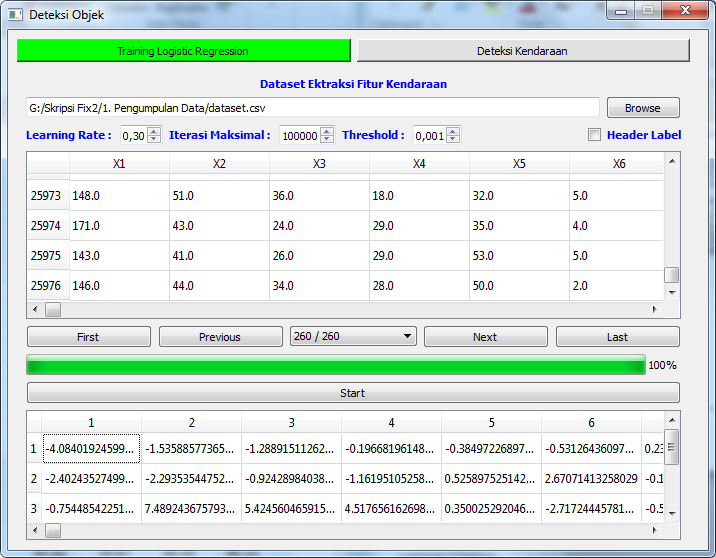 Deteksi Objek
Training Logistic Regression Deteksi Kendaraan
Dataset Ektraksi Fitur Kendaraan
G:/Skripsi Fix2/1. Pengumpulan Data/dataset.csv Browse
Learning Rate : 0,30 Iterasi Maksimal : 100000 Threshold : 0,001 Header Label
X1 X2 X3 X4 X5 X6
25973 148.0 51.0 36.0 18.0 32.0 5.0
25974 171.0 43.0 24.0 29.0 35.0 4.0
25975 143.0 41.0 26.0 29.0 53.0 5.0
25976 146.0 44.0 34.0 28.0 50.0 2.0
First Previous 260 / 260 Next Last
100%
Start
1 2 3 4 5 6
1 -4.08401924599... -1.53588577365... -1.28891511262... -0.19668196148... -0.38497226897... -0.53126436097... 0.23
2 -2.40243527499... -2.29353544752... -0.92428984038... -1.16195105258... 0.525897525142... 2.67071413258029 -0.1
3 -0.75448542251... 7.489243675793... 5.424560465915... 4.517656162698... 0.350025292046... -2.71724445781... -0.5